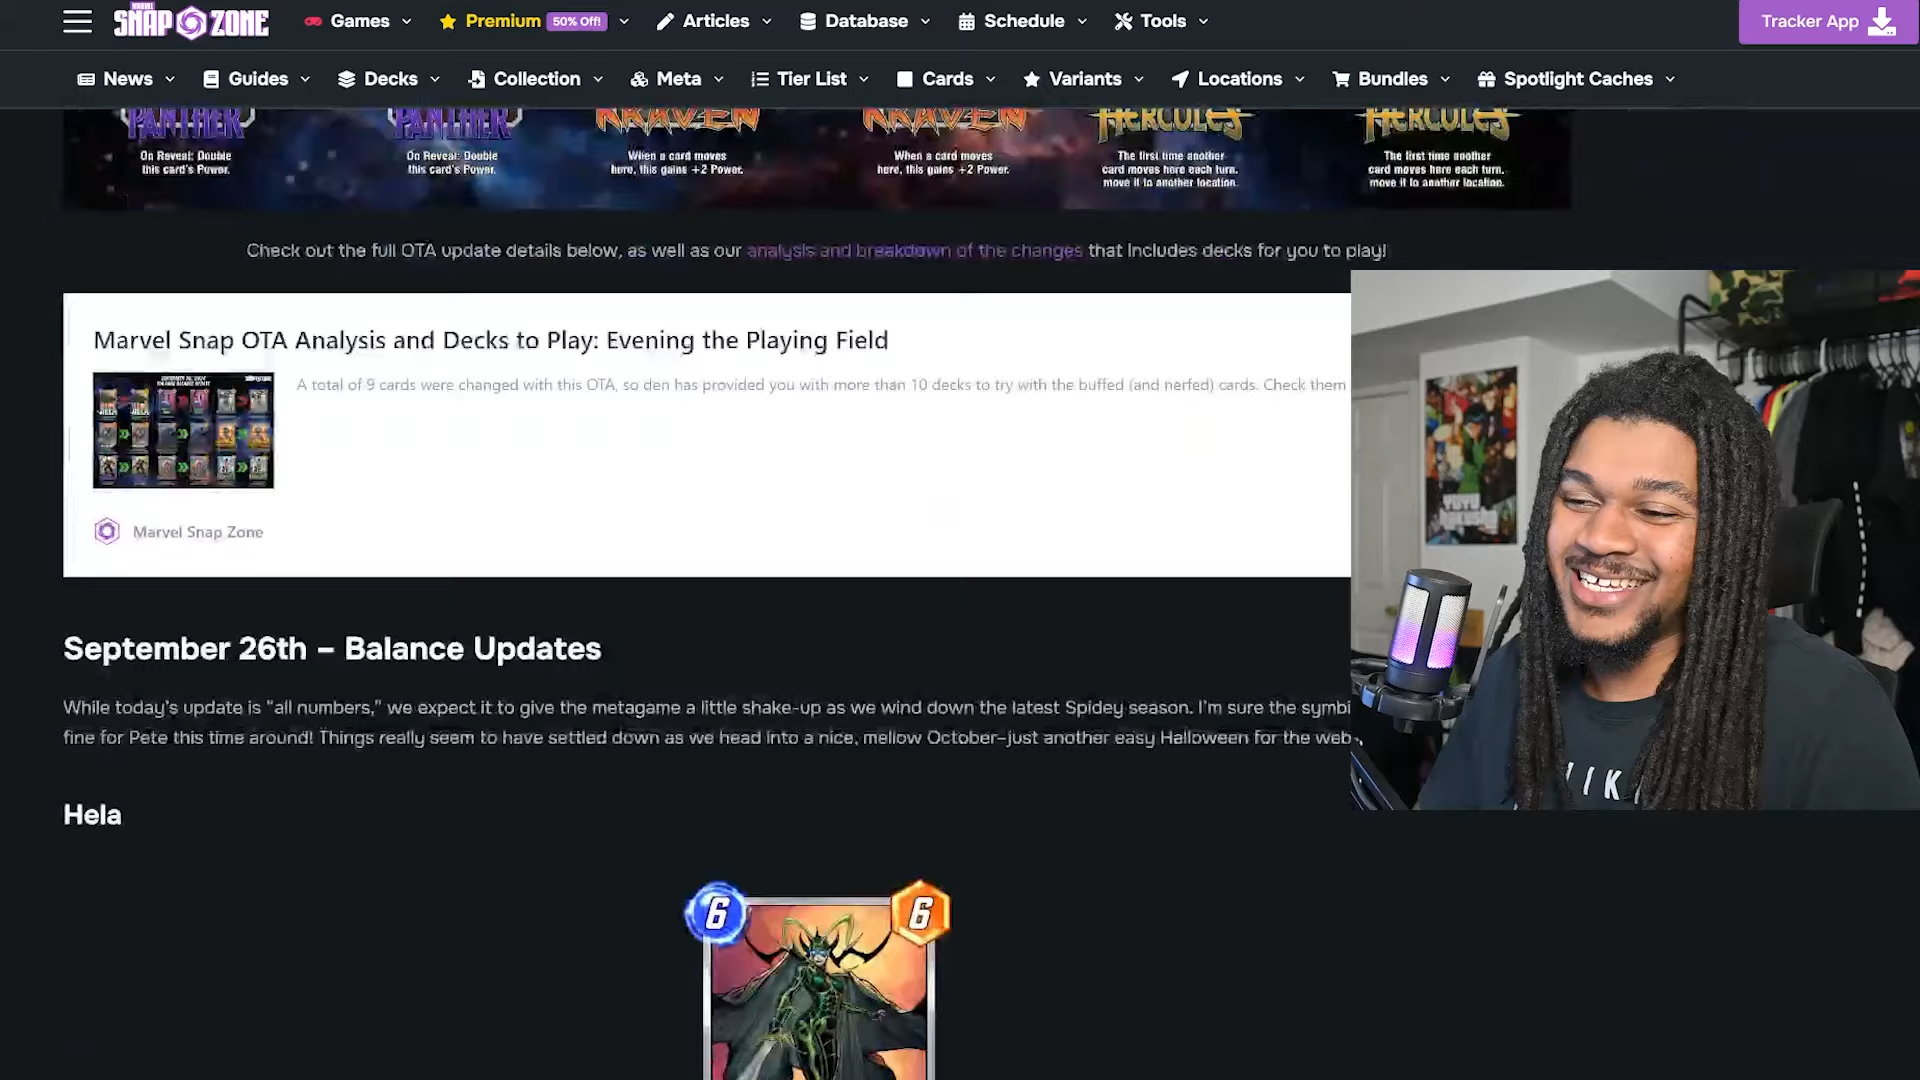 MARVEL
SNAP ZONE
Games
Premium 50% Off!
Articles
Database
Schedule
Tools
Tracker App
News
Guides
Decks
Collection
Meta
Tier List
Cards
Variants
Locations
Bundles
Spotlight Caches
PANTHER
PANTHER
KRAVEN
KRAVEN
HERCULES
HERCULES
On Reveal: Double
this card's Power.
On Reveal: Double
this card's Power.
When a card moves
here, this gains +2 Power.
When a card moves
here, this gains +2 Power.
The first time another
card moves here each turn,
move it to another location.
The first time another
card moves here each turn,
move it to another location.
Check out the full OTA update details below, as well as our analysis and breakdown of the changes that includes decks for you to play!
Marvel Snap OTA Analysis and Decks to Play: Evening the Playing Field
A total of 9 cards were changed with this OTA, so den has provided you with more than 10 decks to try with the buffed (and nerfed) cards. Check them
Marvel Snap Zone
September 26th – Balance Updates
While today's update is "all numbers," we expect it to give the metagame a little shake-up as we wind down the latest Spidey season. I'm sure the symbi
fine for Pete this time around! Things really seem to have settled down as we head into a nice, mellow October–just another easy Halloween for the web-
Hela
6
6